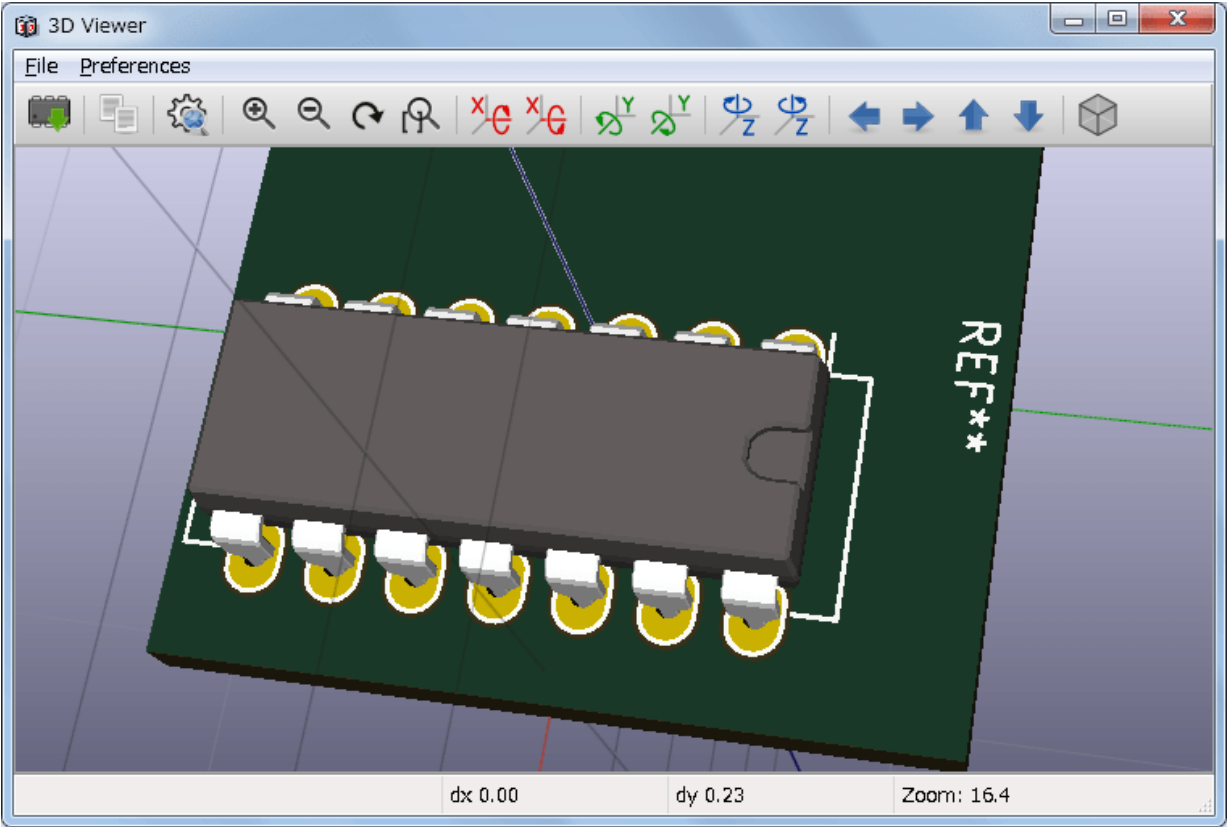 3D Viewer
File Preferences
X X Y Y Z Z
REF**
dx 0.00 dy 0.23 Zoom: 16.4